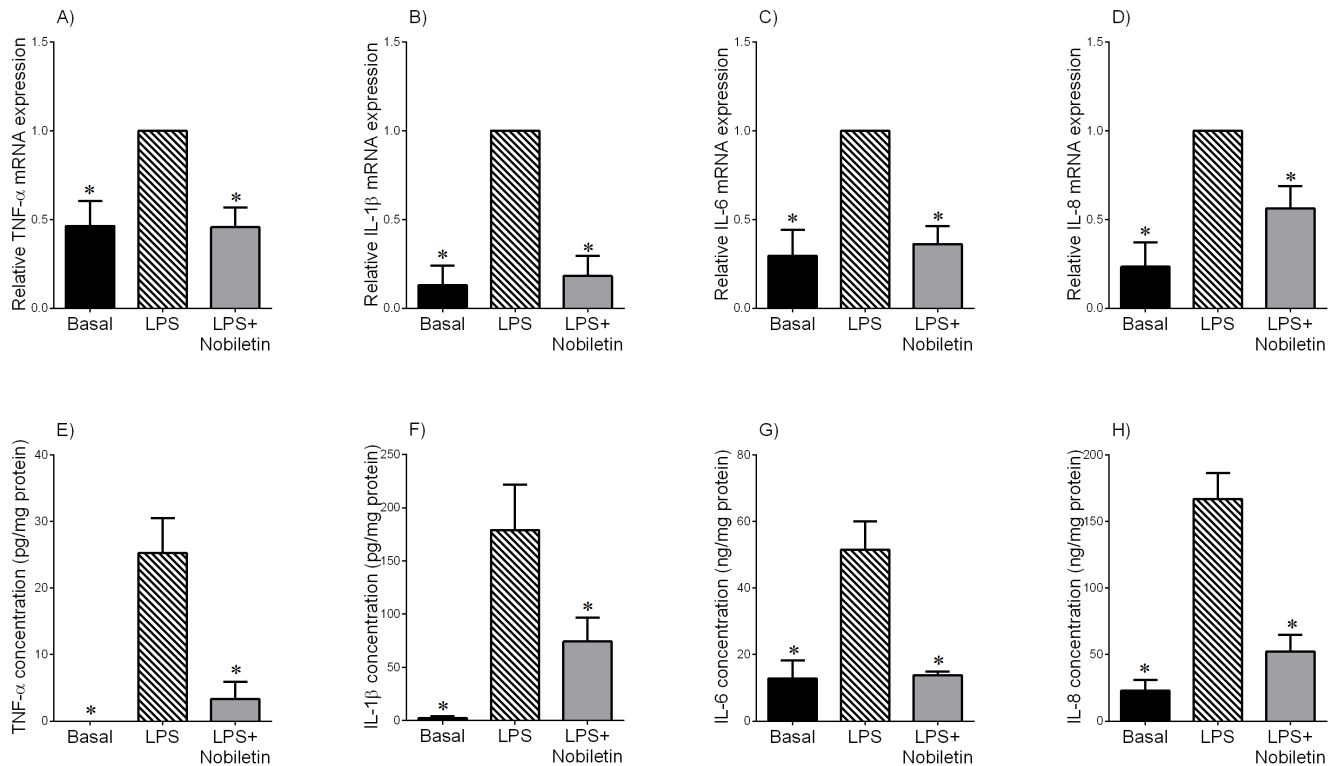 A)
Relative TNF-α mRNA expression
1.5
1.0
0.5
0.0
*
*
Basal
LPS
LPS+
Nobiletin
B)
Relative IL-1β mRNA expression
1.5
1.0
0.5
0.0
*
*
Basal
LPS
LPS+
Nobiletin
C)
Relative IL-6 mRNA expression
1.5
1.0
0.5
0.0
*
*
Basal
LPS
LPS+
Nobiletin
D)
Relative IL-8 mRNA expression
1.5
1.0
0.5
0.0
*
*
Basal
LPS
LPS+
Nobiletin
E)
TNF-α concentration (pg/mg protein)
40
30
20
10
0
*
*
Basal
LPS
LPS+
Nobiletin
F)
IL-1β concentration (pg/mg protein)
250
200
150
100
50
0
*
*
Basal
LPS
LPS+
Nobiletin
G)
IL-6 concentration (ng/mg protein)
80
60
40
20
0
*
*
Basal
LPS
LPS+
Nobiletin
H)
IL-8 concentration (ng/mg protein)
200
150
100
50
0
*
*
Basal
LPS
LPS+
Nobiletin